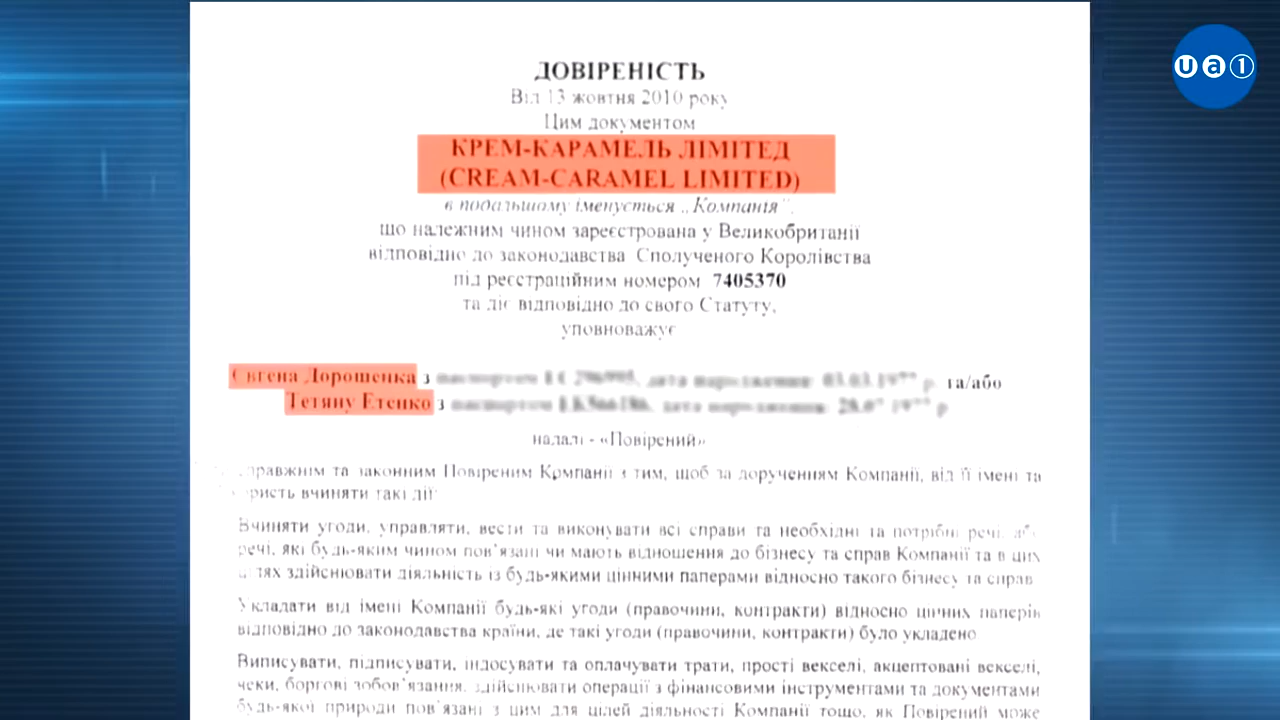 ua1
ДОВІРЕНІСТЬ
Від 13 жовтня 2010 року
Цим документом
КРЕМ-КАРАМЕЛЬ ЛІМІТЕД
(CREAM-CARAMEL LIMITED)
в подальшому іменується „Компанія”,
що належним чином зареєстрована у Великобританії
відповідно до законодавства Сполученого Королівства
під реєстраційним номером 7405370
та діє відповідно до свого Статуту,
уповноважує
Євгена Дорошенка з та/або
Тетяну Етенко з
надалі - «Повірений»
справжнім та законним Повіреним Компанії з тим, щоб за дорученням Компанії, від її імені та
користь вчиняти такі дії:
Вчиняти угоди, управляти, вести та виконувати всі справи та необхідні та потрібні речі, або
речі, які будь-яким чином пов'язані чи мають відношення до бізнесу та справ Компанії та в цих
цілях здійснювати діяльність із будь-якими цінними паперами відносно такого бізнесу та справ
Укладати від імені Компанії будь-які угоди (правочини, контракти) відносно цінних паперів
відповідно до законодавства країни, де такі угоди (правочини, контракти) було укладено
Виписувати, підписувати, індосувати та оплачувати трати, прості векселі, акцептовані векселі,
чеки, боргові зобов'язання, здійснювати операції з фінансовими інструментами та документами
будь-якої природи пов'язані з цим для цілей діяльності Компанії тощо, як Повірений може